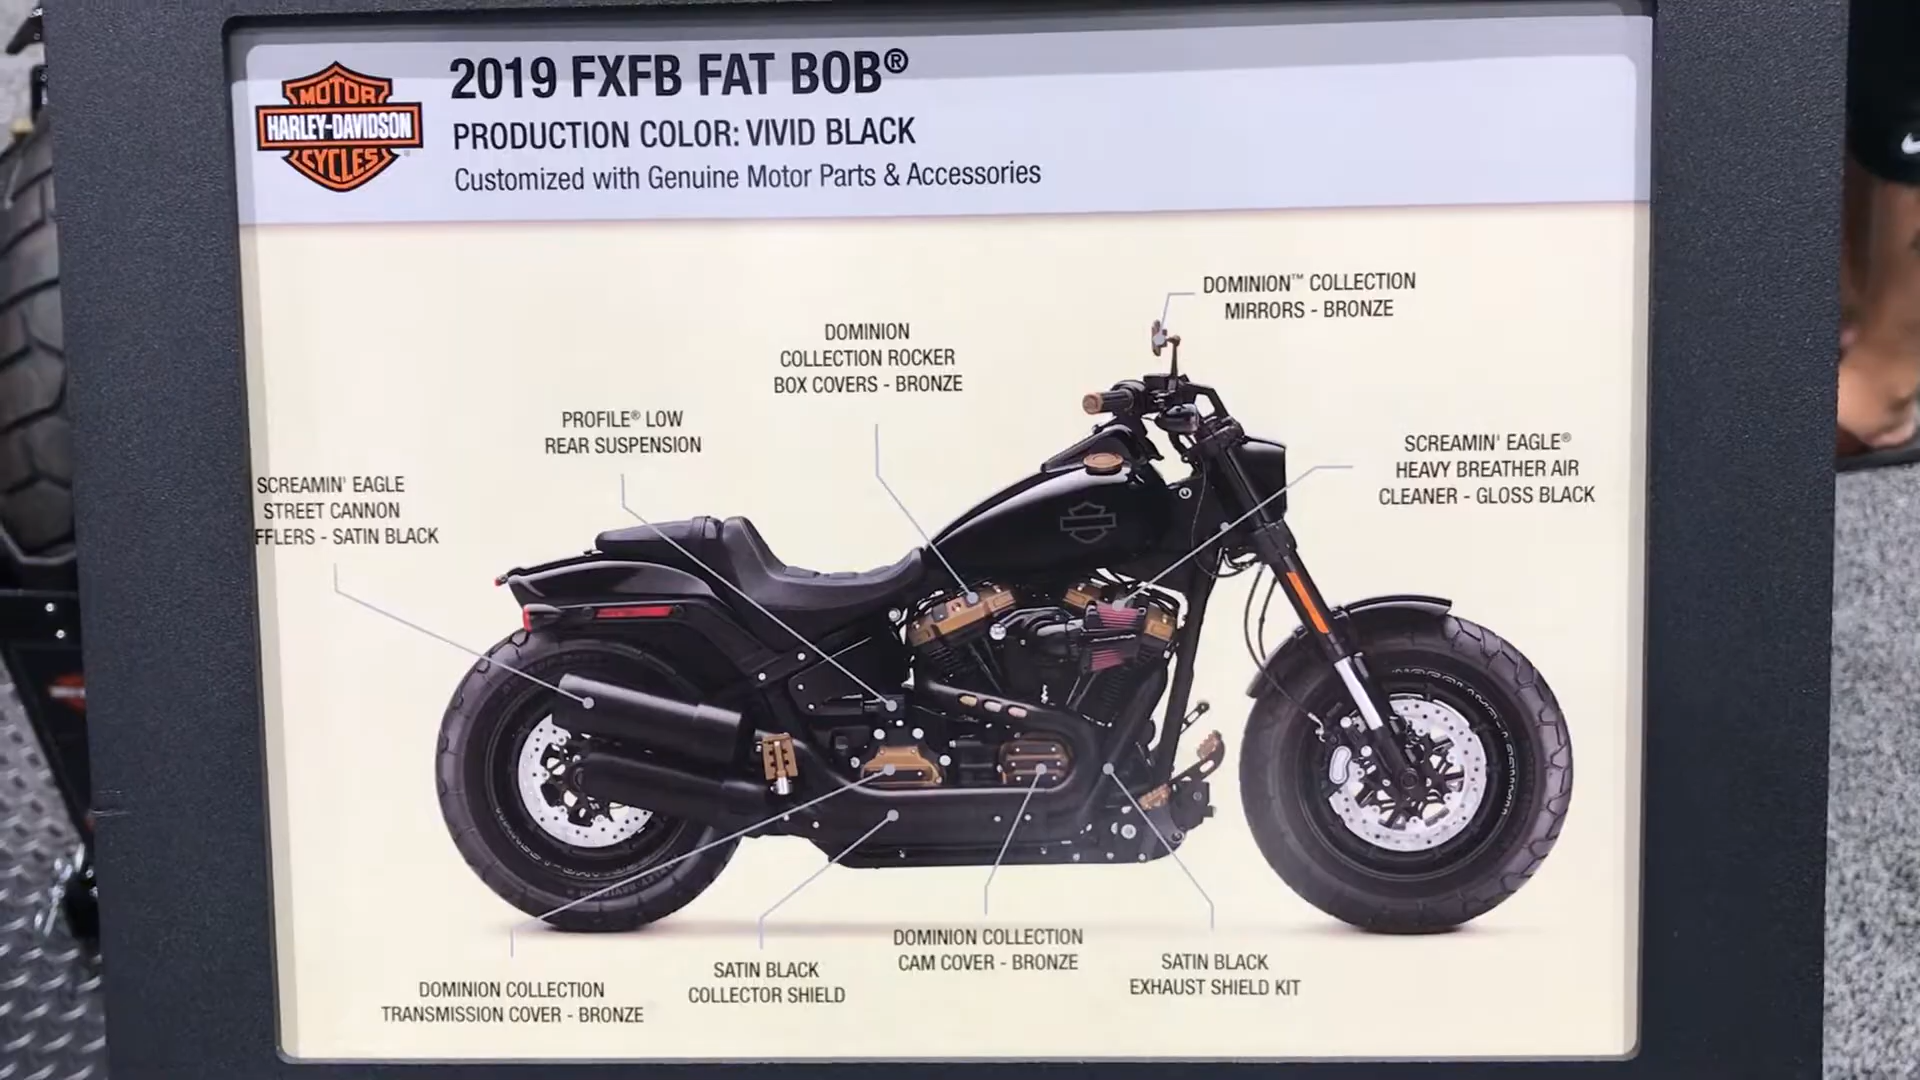 MOTOR
HARLEY-DAVIDSON
CYCLES
2019 FXFB FAT BOB®
PRODUCTION COLOR: VIVID BLACK
Customized with Genuine Motor Parts & Accessories
DOMINION™ COLLECTION
MIRRORS - BRONZE
DOMINION
COLLECTION ROCKER
BOX COVERS - BRONZE
PROFILE® LOW
REAR SUSPENSION
SCREAMIN' EAGLE®
HEAVY BREATHER AIR
CLEANER - GLOSS BLACK
SCREAMIN' EAGLE
STREET CANNON
FFLERS - SATIN BLACK
DOMINION COLLECTION
CAM COVER - BRONZE
SATIN BLACK
EXHAUST SHIELD KIT
SATIN BLACK
COLLECTOR SHIELD
DOMINION COLLECTION
TRANSMISSION COVER - BRONZE